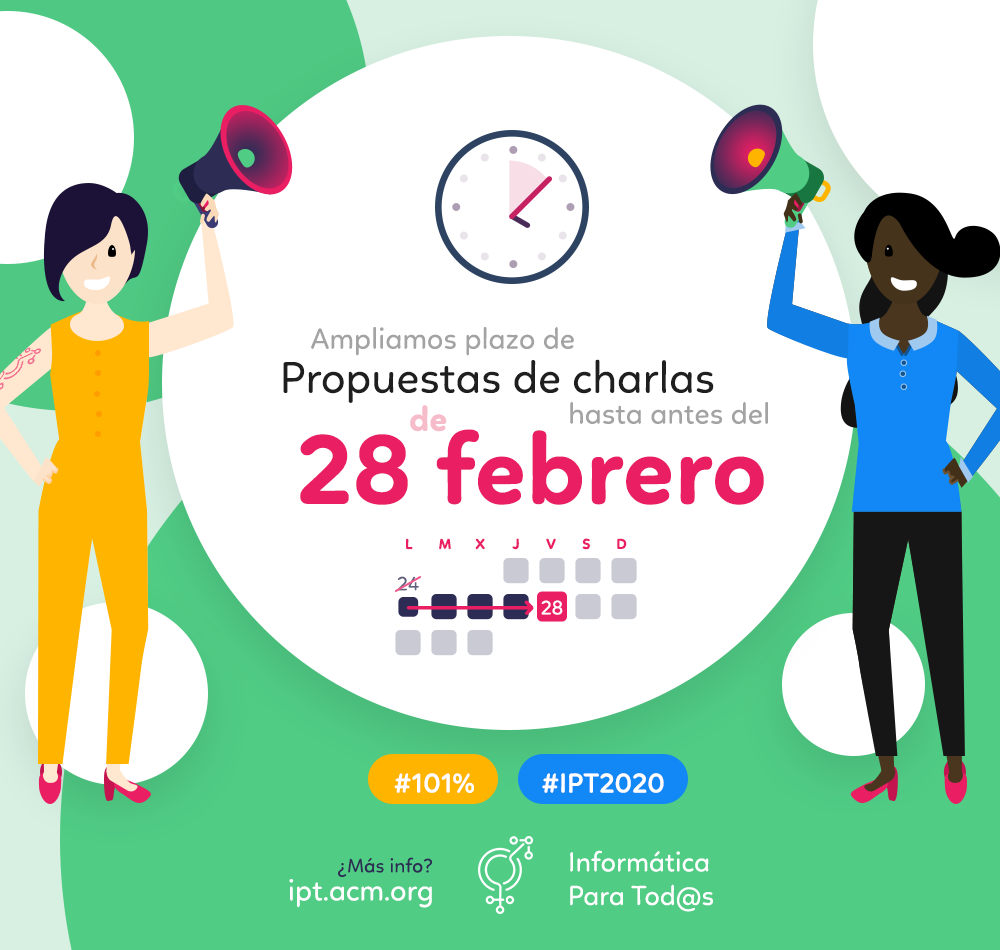 Ampliamos plazo de
Propuestas de charlas
hasta antes del
de
28 febrero
L M X J V S D
24
28
#101% #IPT2020
¿Más info?
ipt.acm.org
Informática
Para Tod@s